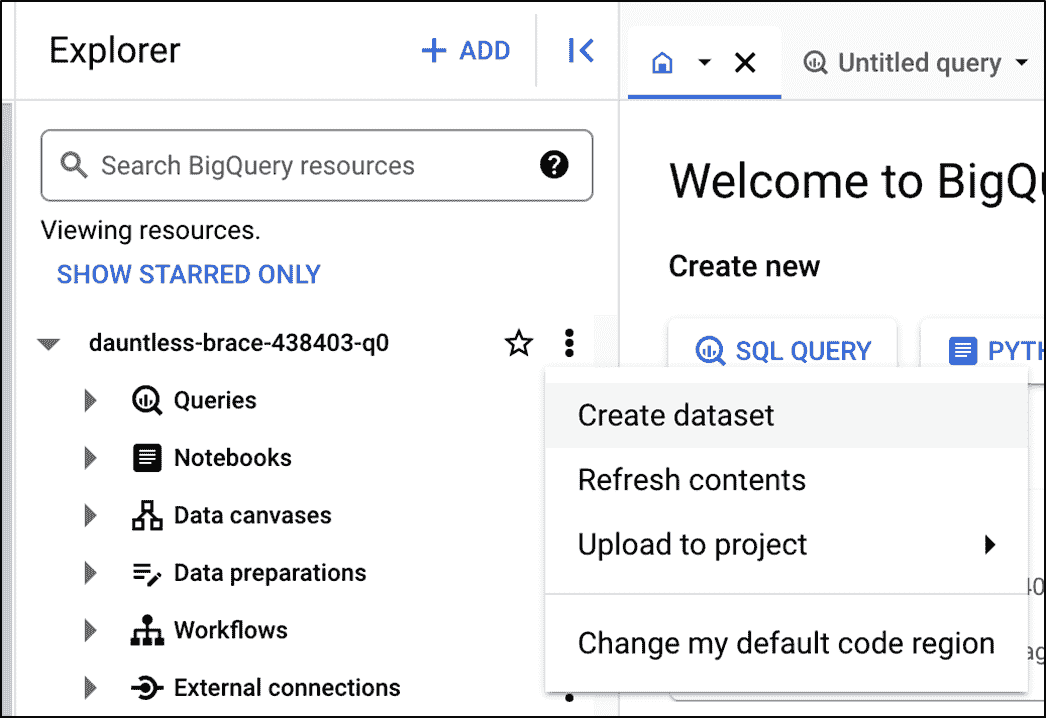 Explorer
ADD
Untitled query
Search BigQuery resources
Viewing resources.
SHOW STARRED ONLY
dauntless-brace-438403-q0
Queries
Notebooks
Data canvases
Data preparations
Workflows
External connections
Welcome to BigQu
Create new
SQL QUERY
PYTH
Create dataset
Refresh contents
Upload to project
Change my default code region